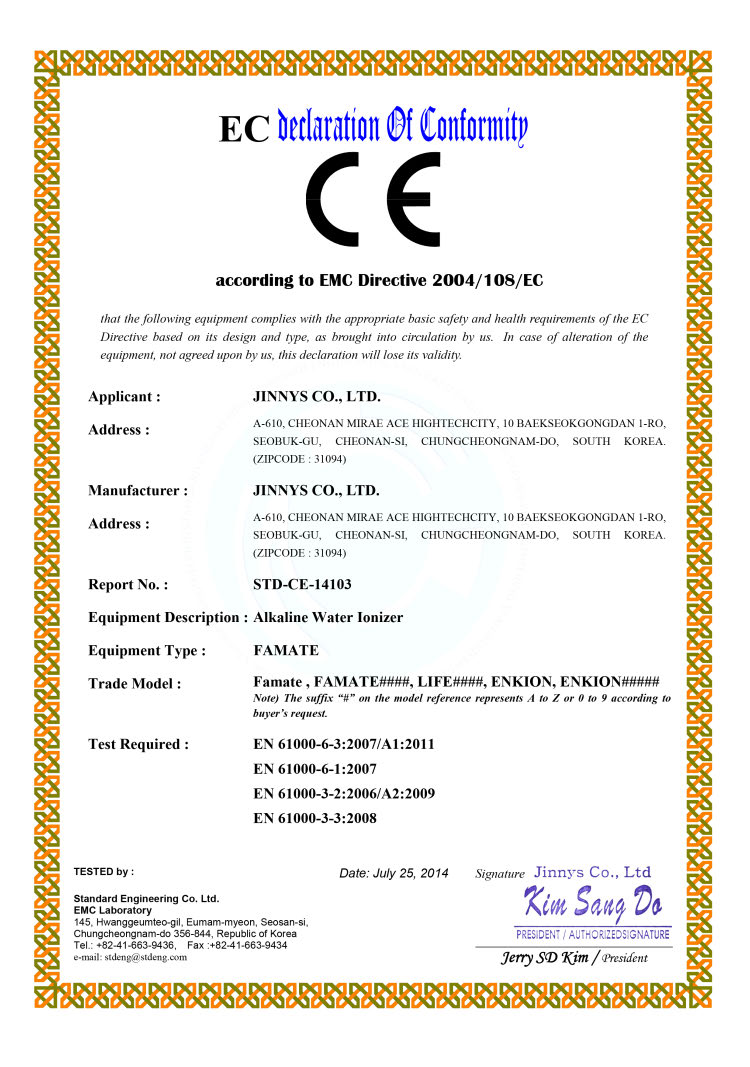 EC Declaration Of Conformity
CE
according to EMC Directive 2004/108/EC
that the following equipment complies with the appropriate basic safety and health requirements of the EC
Directive based on its design and type, as brought into circulation by us. In case of alteration of the
equipment, not agreed upon by us, this declaration will lose its validity.
Applicant : JINNYS CO., LTD.
Address : A-610, CHEONAN MIRAE ACE HIGHTECHCITY, 10 BAEKSEOKGONGDAN 1-RO,
SEOBUK-GU, CHEONAN-SI, CHUNGCHEONGNAM-DO, SOUTH KOREA.
(ZIPCODE : 31094)
Manufacturer : JINNYS CO., LTD.
Address : A-610, CHEONAN MIRAE ACE HIGHTECHCITY, 10 BAEKSEOKGONGDAN 1-RO,
SEOBUK-GU, CHEONAN-SI, CHUNGCHEONGNAM-DO, SOUTH KOREA.
(ZIPCODE : 31094)
Report No. : STD-CE-14103
Equipment Description : Alkaline Water Ionizer
Equipment Type : FAMATE
Trade Model : Famate , FAMATE####, LIFE####, ENKION, ENKION#####
Note) The suffix “#” on the model reference represents A to Z or 0 to 9 according to
buyer’s request.
Test Required : EN 61000-6-3:2007/A1:2011
EN 61000-6-1:2007
EN 61000-3-2:2006/A2:2009
EN 61000-3-3:2008
TESTED by : Date: July 25, 2014 Signature Jinnys Co., Ltd
Standard Engineering Co. Ltd.
EMC Laboratory
145, Hwanggeumteo-gil, Eumam-myeon, Seosan-si,
Chungcheongnam-do 356-844, Republic of Korea
Tel.: +82-41-663-9436, Fax :+82-41-663-9434
e-mail: stdeng@stdeng.com
Kim Sang Do
PRESIDENT / AUTHORIZEDSIGNATURE
Jerry SD Kim / President